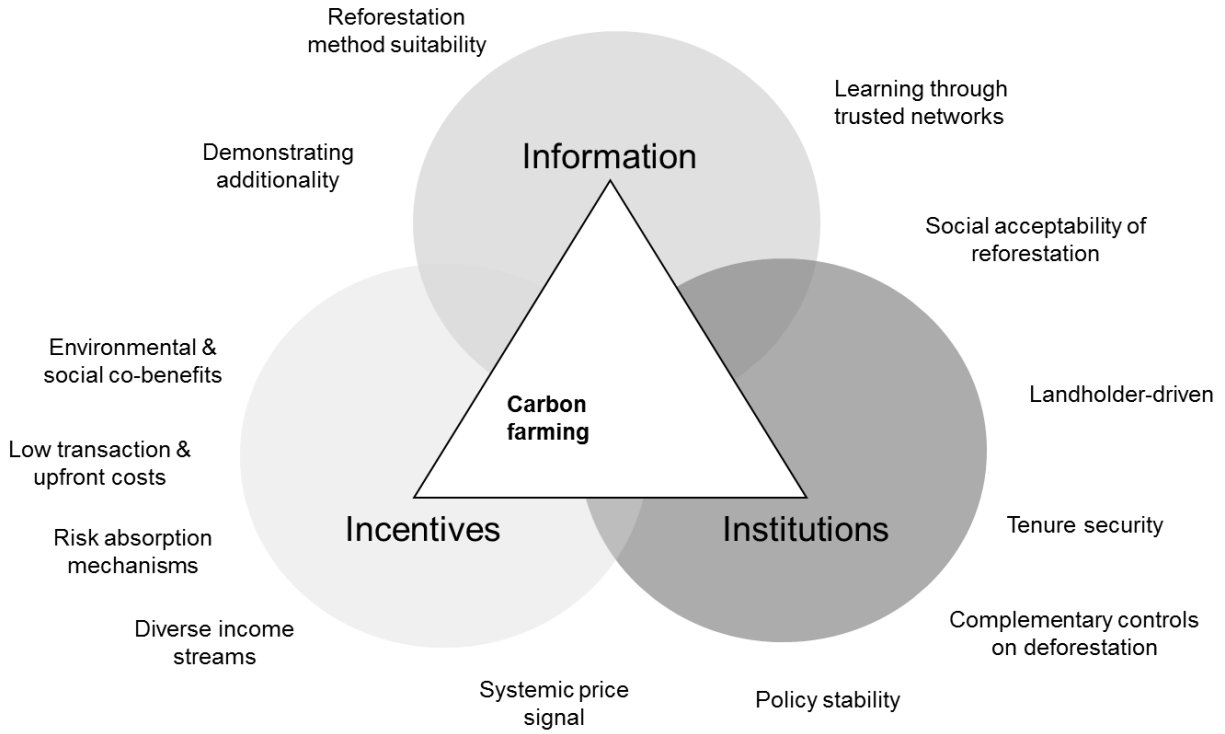 Reforestation
method suitability
Learning through
trusted networks
Demonstrating
additionality
Information
Social acceptability of
reforestation
Environmental &
social co-benefits
Carbon
farming
Landholder-driven
Low transaction &
upfront costs
Incentives
Institutions
Tenure security
Risk absorption
mechanisms
Diverse income
streams
Complementary controls
on deforestation
Systemic price
signal
Policy stability